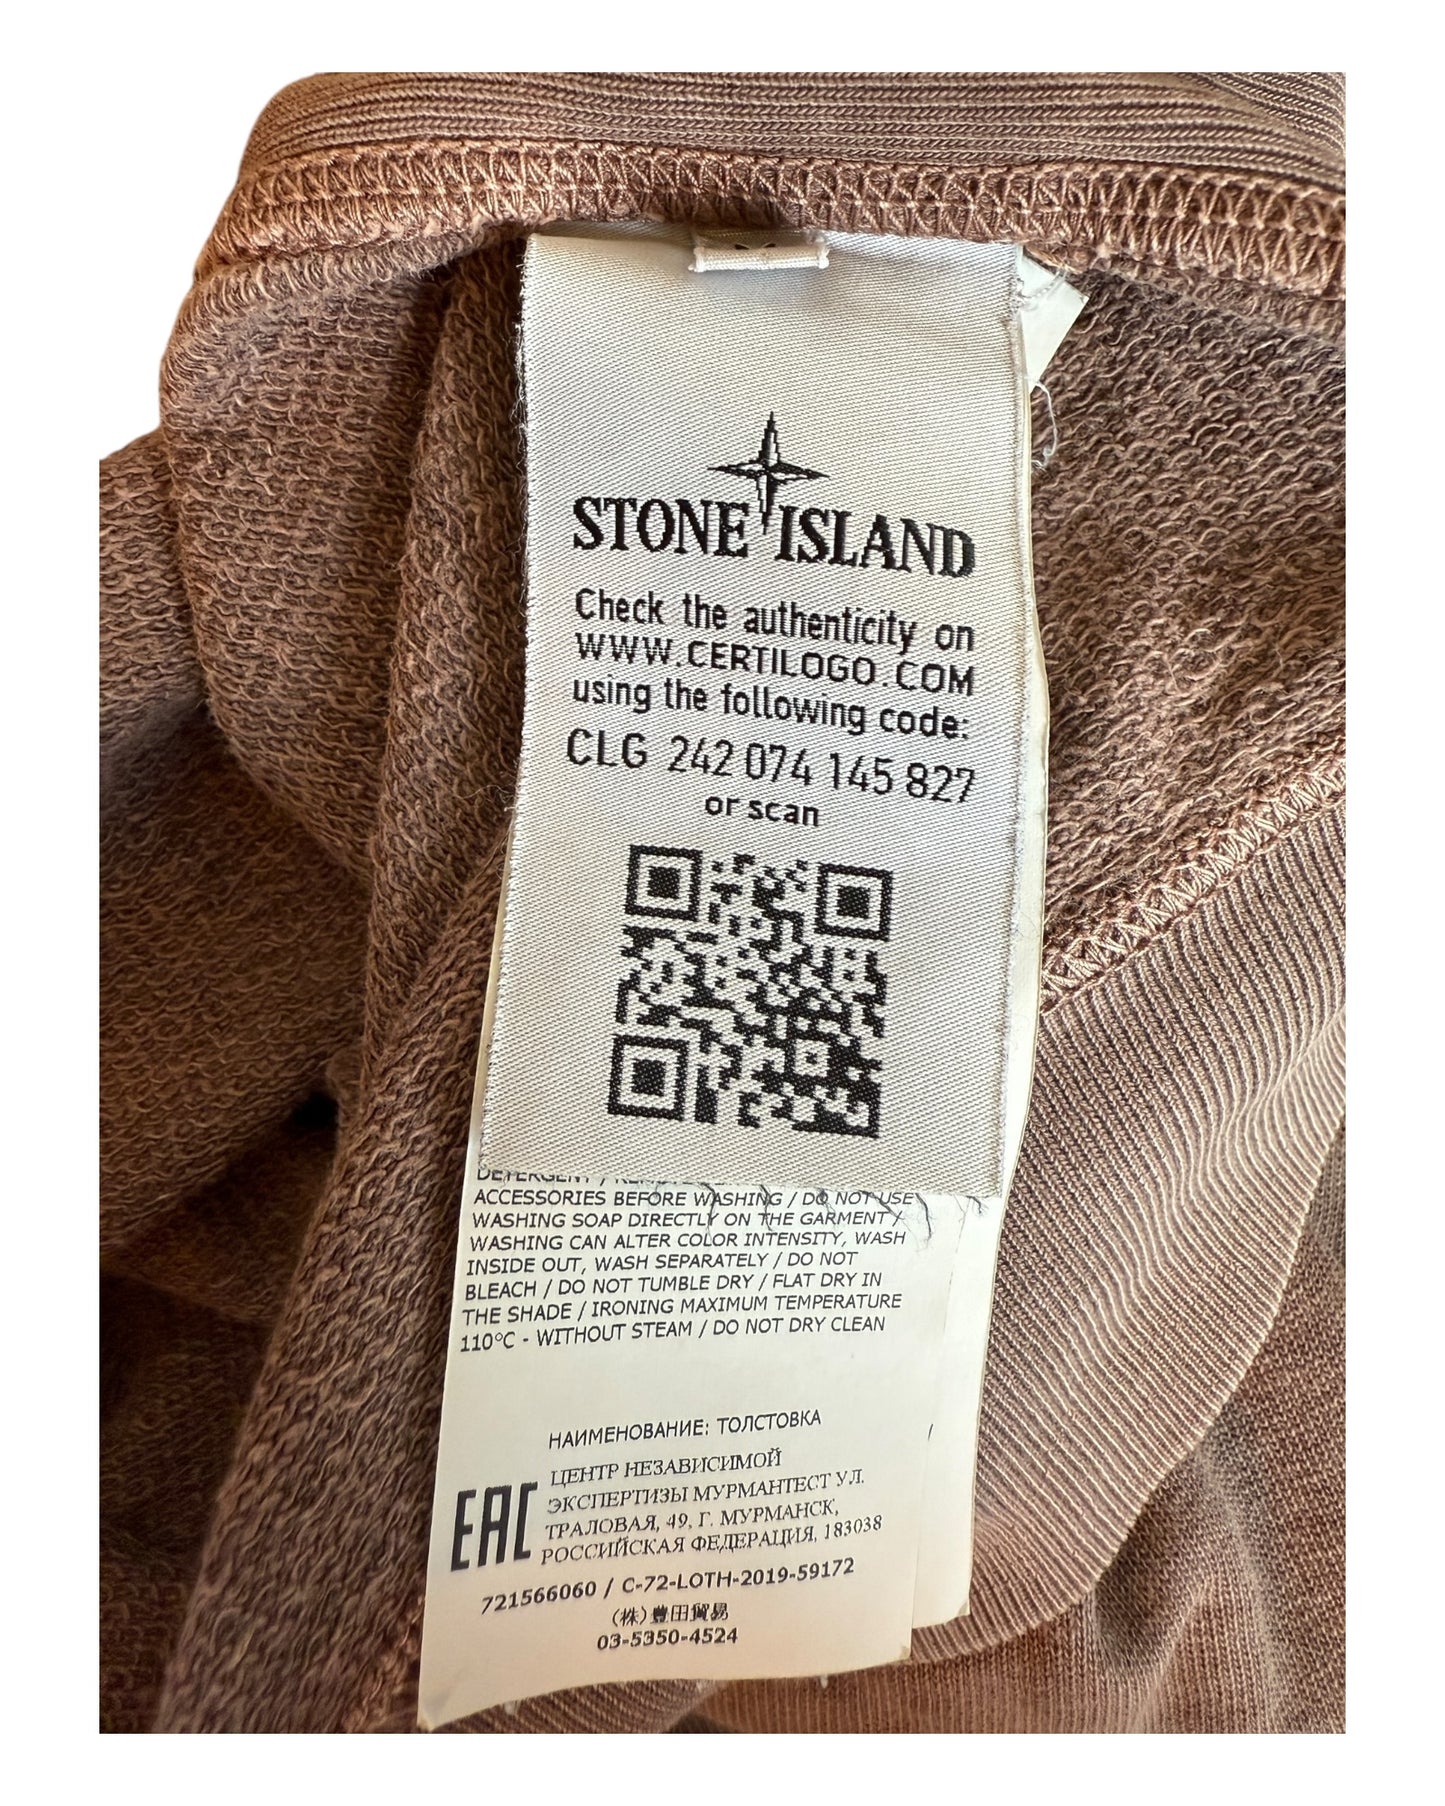 STONE ISLAND
Check the authenticity on
WWW.CERTILOGO.COM
using the following code:
CLG 242 074 145 827
or scan
DETERGENT /
ACCESSORIES BEFORE WASHING / DO NOT USE
WASHING SOAP DIRECTLY ON THE GARMENT /
WASHING CAN ALTER COLOR INTENSITY, WASH
INSIDE OUT, WASH SEPARATELY / DO NOT
BLEACH / DO NOT TUMBLE DRY / FLAT DRY IN
THE SHADE / IRONING MAXIMUM TEMPERATURE
110°C - WITHOUT STEAM / DO NOT DRY CLEAN
НАИМЕНОВАНИЕ: ТОЛСТОВКА
EAC
ЦЕНТР НЕЗАВИСИМОЙ
ЭКСПЕРТИЗЫ МУРМАНТЕСТ УЛ.
ТРАЛОВАЯ, 49, Г. МУРМАНСК,
РОССИЙСКАЯ ФЕДЕРАЦИЯ, 183038
721566060 / C-72-LOTH-2019-59172
(株)豊田貿易
03-5350-4524